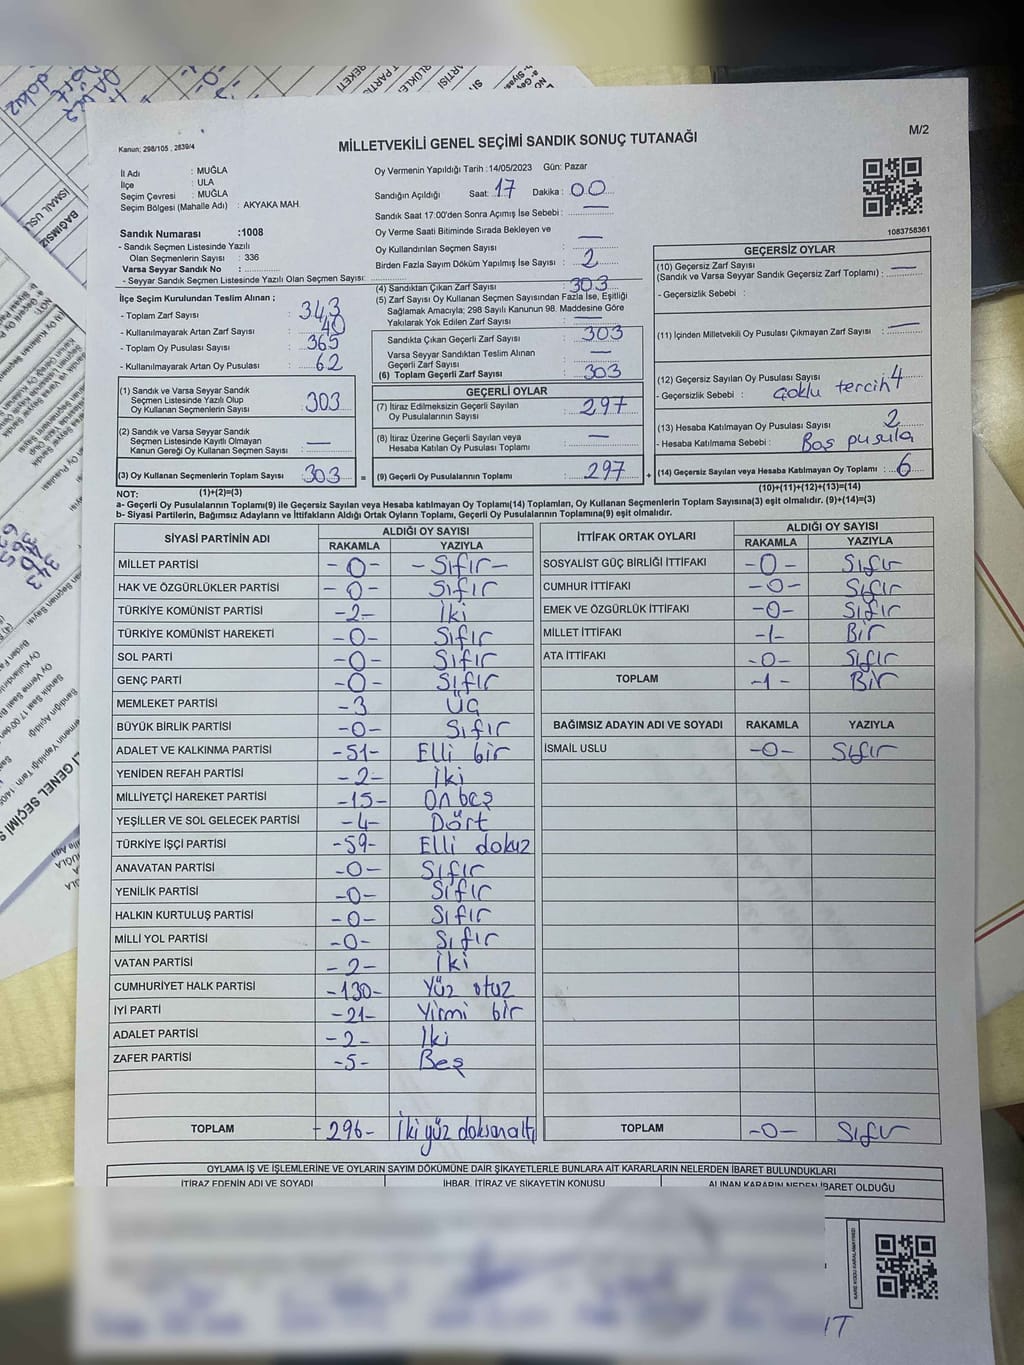 Kanun; 298/105 , 2839/4
MİLLETVEKİLİ GENEL SEÇİMİ SANDIK SONUÇ TUTANAĞI
M/2
İl Adı : MUĞLA
İlçe : ULA
Seçim Çevresi : MUĞLA
Seçim Bölgesi (Mahalle Adı) : AKYAKA MAH.
Oy Vermenin Yapıldığı Tarih :14/05/2023 Gün: Pazar
Sandığın Açıldığı Saat: 17 Dakika : 00
Sandık Saat 17:00'den Sonra Açımış İse Sebebi : —
Oy Verme Saati Bitiminde Sırada Bekleyen ve
Oy Kullandırılan Seçmen Sayısı : —
Birden Fazla Sayım Döküm Yapılmış İse Sayısı : 2
1083758361
Sandık Numarası :1008
- Sandık Seçmen Listesinde Yazılı
Olan Seçmenlerin Sayısı : 336
Varsa Seyyar Sandık No :
- Seyyar Sandık Seçmen Listesinde Yazılı Olan Seçmen Sayısı:
İlçe Seçim Kurulundan Teslim Alınan ;
- Toplam Zarf Sayısı : 343
- Kullanılmayarak Artan Zarf Sayısı : 40
- Toplam Oy Pusulası Sayısı : 365
- Kullanılmayarak Artan Oy Pusulası : 62
(1) Sandık ve Varsa Seyyar Sandık
Seçmen Listesinde Yazılı Olup
Oy Kullanan Seçmenlerin Sayısı 303
(2) Sandık ve Varsa Seyyar Sandık
Seçmen Listesinde Kayıtlı Olmayan
Kanun Gereği Oy Kullanan Seçmen Sayısı —
(3) Oy Kullanan Seçmenlerin Toplam Sayısı 303 =
(4) Sandıktan Çıkan Zarf Sayısı : 303
(5) Zarf Sayısı Oy Kullanan Seçmen Sayısından Fazla İse, Eşitliği
Sağlamak Amacıyla; 298 Sayılı Kanunun 98. Maddesine Göre
Yakılarak Yok Edilen Zarf Sayısı : —
Sandıkta Çıkan Geçerli Zarf Sayısı : 303
Varsa Seyyar Sandıktan Teslim Alınan
Geçerli Zarf Sayısı : —
(6) Toplam Geçerli Zarf Sayısı : 303
GEÇERLİ OYLAR
(7) İtiraz Edilmeksizin Geçerli Sayılan
Oy Pusulalarının Sayısı : 297
(8) İtiraz Üzerine Geçerli Sayılan veya
Hesaba Katılan Oy Pusulası Toplamı : —
(9) Geçerli Oy Pusulalarının Toplamı : 297 +
GEÇERSİZ OYLAR
(10) Geçersiz Zarf Sayısı
(Sandık ve Varsa Seyyar Sandık Geçersiz Zarf Toplamı) : —
- Geçersizlik Sebebi :
(11) İçinden Milletvekili Oy Pusulası Çıkmayan Zarf Sayısı : —
(12) Geçersiz Sayılan Oy Pusulası Sayısı : 4
- Geçersizlik Sebebi : Çoklu tercih
(13) Hesaba Katılmayan Oy Pusulası Sayısı : 2
- Hesaba Katılmama Sebebi : Boş pusula
(14) Geçersiz Sayılan veya Hesaba Katılmayan Oy Toplamı : 6
NOT: (1)+(2)=(3) (10)+(11)+(12)+(13)=(14)
a- Geçerli Oy Pusulalarının Toplamı(9) ile Geçersiz Sayılan veya Hesaba katılmayan Oy Toplamı(14) Toplamları, Oy Kullanan Seçmenlerin Toplam Sayısına(3) eşit olmalıdır. (9)+(14)=(3)
b- Siyasi Partilerin, Bağımsız Adayların ve İttifakların Aldığı Ortak Oyların Toplamı, Geçerli Oy Pusulalarının Toplamına(9) eşit olmalıdır.
SİYASİ PARTİNİN ADI ALDIĞI OY SAYISI
RAKAMLA YAZIYLA
MİLLET PARTİSİ -0- -Sıfır-
HAK VE ÖZGÜRLÜKLER PARTİSİ -0- Sıfır
TÜRKİYE KOMÜNİST PARTİSİ -2- İki
TÜRKİYE KOMÜNİST HAREKETİ -0- Sıfır
SOL PARTİ -0- Sıfır
GENÇ PARTİ -0- Sıfır
MEMLEKET PARTİSİ -3 Üç
BÜYÜK BİRLİK PARTİSİ -0- Sıfır
ADALET VE KALKINMA PARTİSİ -51- Elli bir
YENİDEN REFAH PARTİSİ -2- İki
MİLLİYETÇİ HAREKET PARTİSİ -15- On beş
YEŞİLLER VE SOL GELECEK PARTİSİ -4- Dört
TÜRKİYE İŞÇİ PARTİSİ -59- Elli dokuz
ANAVATAN PARTİSİ -0- Sıfır
YENİLİK PARTİSİ -0- Sıfır
HALKIN KURTULUŞ PARTİSİ -0- Sıfır
MİLLİ YOL PARTİSİ -0- Sıfır
VATAN PARTİSİ -2- İki
CUMHURİYET HALK PARTİSİ -130- Yüz otuz
İYİ PARTİ -21- Yirmi bir
ADALET PARTİSİ -2- İki
ZAFER PARTİSİ -5- Beş
TOPLAM -296- İki yüz doksan altı
İTTİFAK ORTAK OYLARI ALDIĞI OY SAYISI
RAKAMLA YAZIYLA
SOSYALİST GÜÇ BİRLİĞİ İTTİFAKI -0- Sıfır
CUMHUR İTTİFAKI -0- Sıfır
EMEK VE ÖZGÜRLÜK İTTİFAKI -0- Sıfır
MİLLET İTTİFAKI -1- Bir
ATA İTTİFAKI -0- Sıfır
TOPLAM -1- Bir
BAĞIMSIZ ADAYIN ADI VE SOYADI RAKAMLA YAZIYLA
İSMAİL USLU -0- Sıfır
TOPLAM -0- Sıfır
OYLAMA İŞ VE İŞLEMLERİNE VE OYLARIN SAYIM DÖKÜMÜNE DAİR ŞİKAYETLERLE BUNLARA AİT KARARLARIN NELERDEN İBARET BULUNDUKLARI
İTİRAZ EDENİN ADI VE SOYADI İHBAR, İTİRAZ VE ŞİKAYETİN KONUSU ALINAN KARARIN NEDEN İBARET OLDUĞU